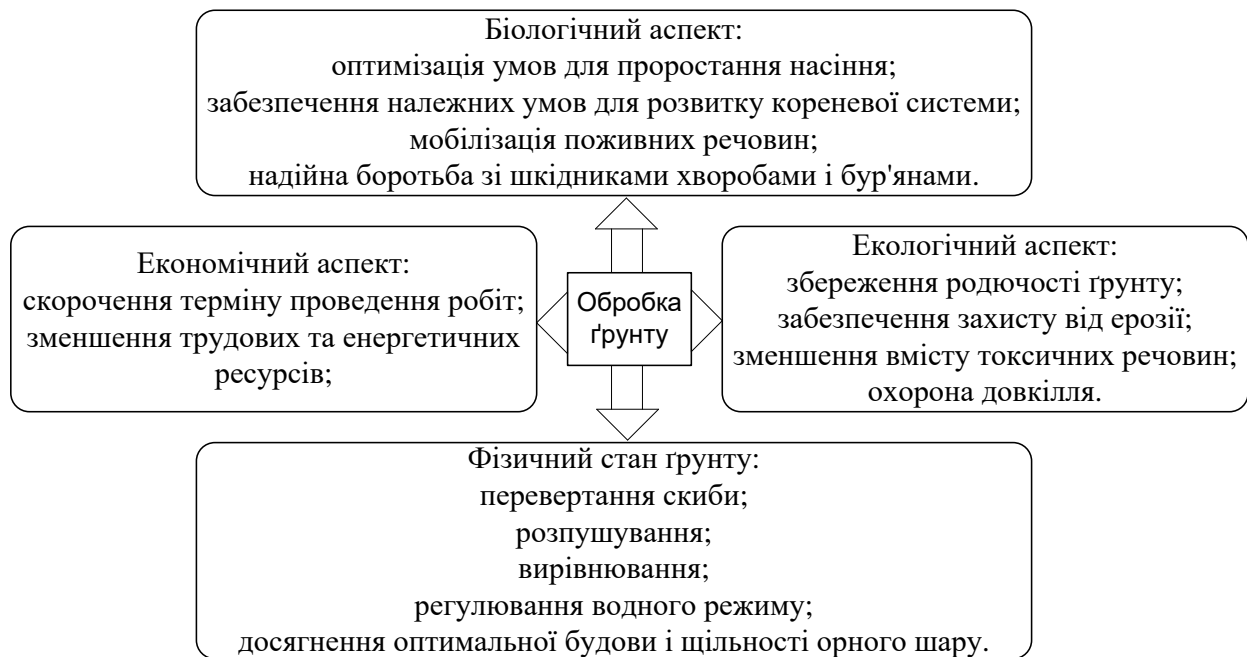 Біологічний аспект:
оптимізація умов для проростання насіння;
забезпечення належних умов для розвитку кореневої системи;
мобілізація поживних речовин;
надійна боротьба зі шкідниками хворобами і бур'янами.
Економічний аспект:
скорочення терміну проведення робіт;
зменшення трудових та енергетичних
ресурсів;
Обробка
ґрунту
Екологічний аспект:
збереження родючості ґрунту;
забезпечення захисту від ерозії;
зменшення вмісту токсичних речовин;
охорона довкілля.
Фізичний стан ґрунту:
перевертання скиби;
розпушування;
вирівнювання;
регулювання водного режиму;
досягнення оптимальної будови і щільності орного шару.